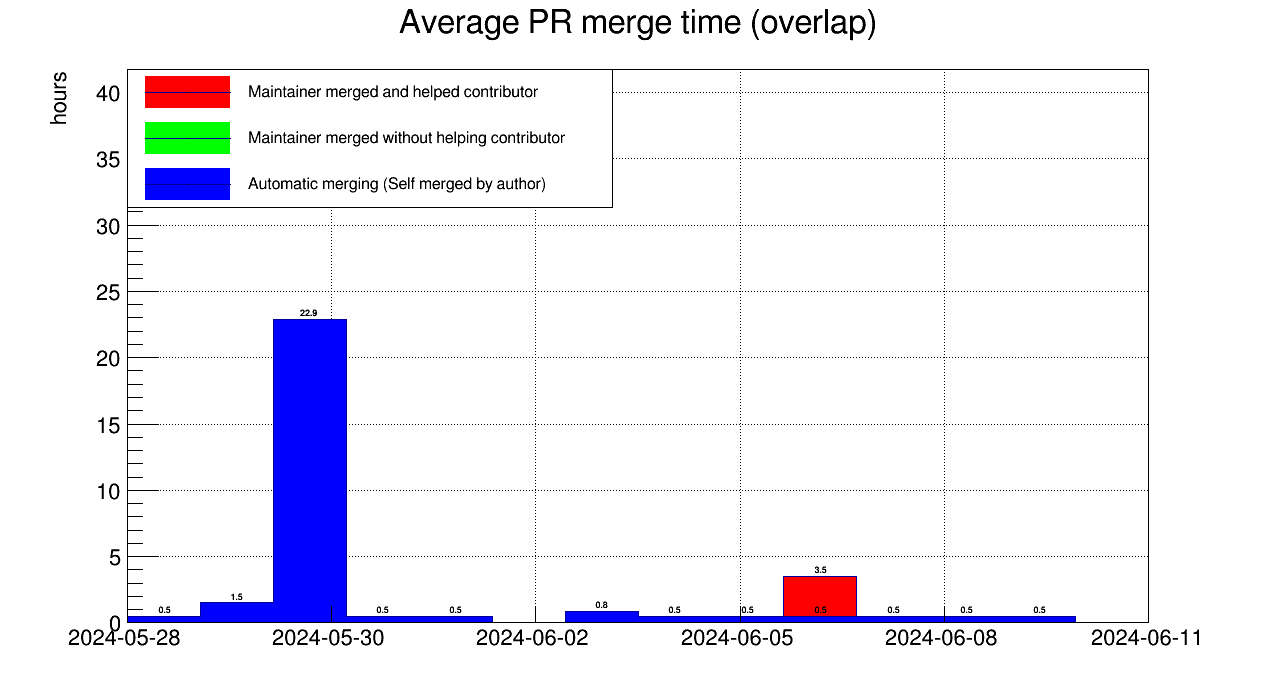 Average PR merge time (overlap)
hours
40
35
30
25
20
15
10
5
0
Maintainer merged and helped contributor
Maintainer merged without helping contributor
Automatic merging (Self merged by author)
22.9
3.5
1.5
0.8
0.5 0.5 0.5 0.5 0.5 0.5 0.5 0.5 0.5
2024-05-28 2024-05-30 2024-06-02 2024-06-05 2024-06-08 2024-06-11